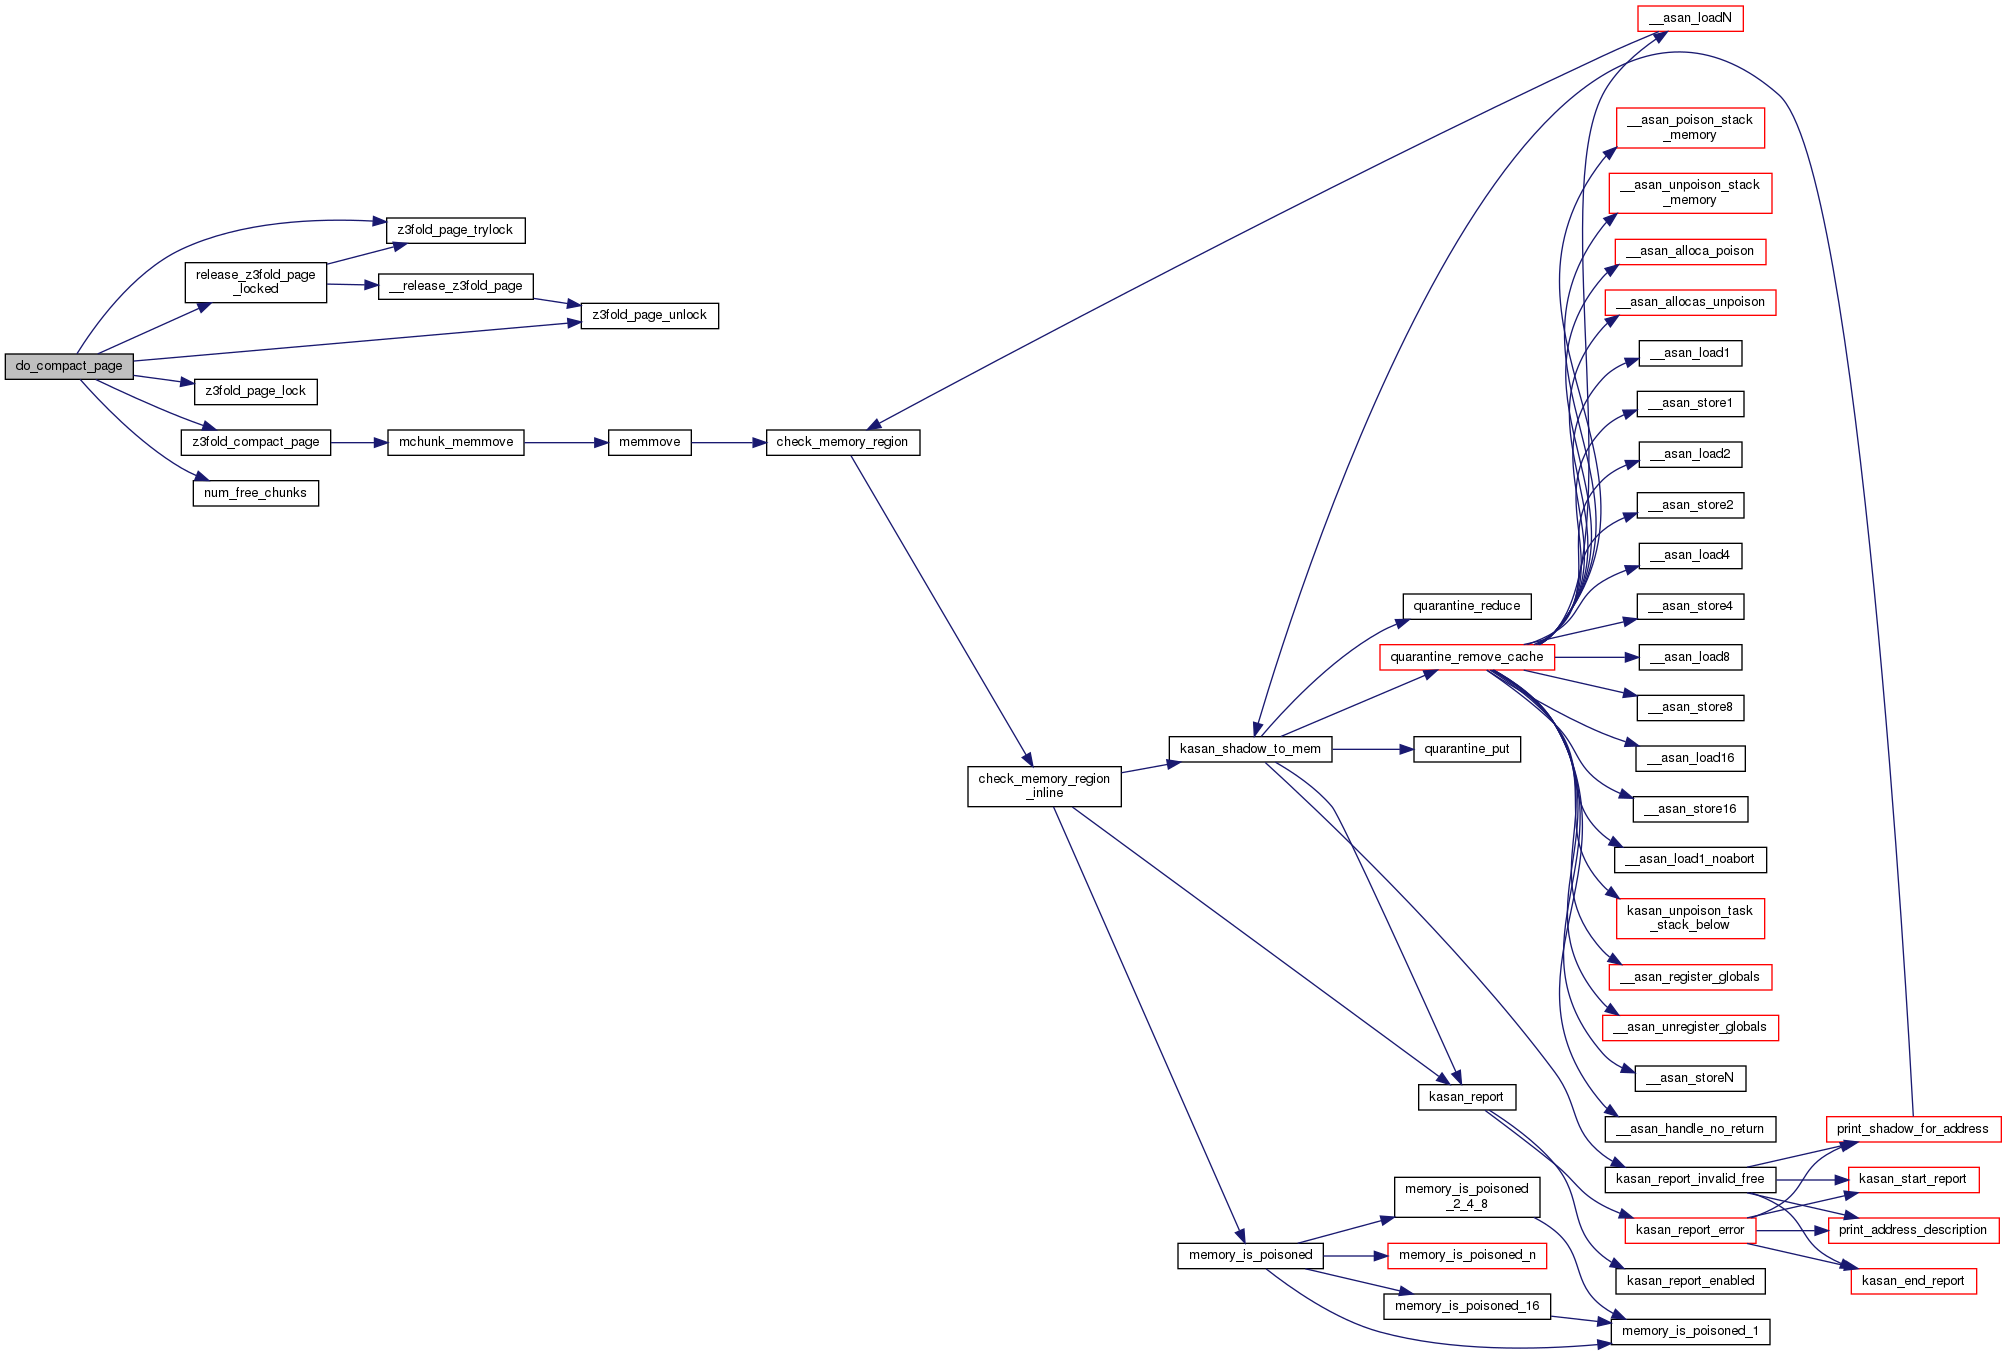 do_compact_page
z3fold_page_trylock
release_z3fold_page
_locked
__release_z3fold_page
z3fold_page_unlock
z3fold_page_lock
z3fold_compact_page
mchunk_memmove
memmove
check_memory_region
num_free_chunks
check_memory_region
_inline
kasan_shadow_to_mem
quarantine_reduce
quarantine_remove_cache
quarantine_put
kasan_report
memory_is_poisoned
memory_is_poisoned
_2_4_8
memory_is_poisoned_n
memory_is_poisoned_16
__asan_loadN
__asan_poison_stack
_memory
__asan_unpoison_stack
_memory
__asan_alloca_poison
__asan_allocas_unpoison
__asan_load1
__asan_store1
__asan_load2
__asan_store2
__asan_load4
__asan_store4
__asan_load8
__asan_store8
__asan_load16
__asan_store16
__asan_load1_noabort
kasan_unpoison_task
_stack_below
__asan_register_globals
__asan_unregister_globals
__asan_storeN
__asan_handle_no_return
kasan_report_invalid_free
kasan_report_error
kasan_report_enabled
memory_is_poisoned_1
print_shadow_for_address
kasan_start_report
print_address_description
kasan_end_report